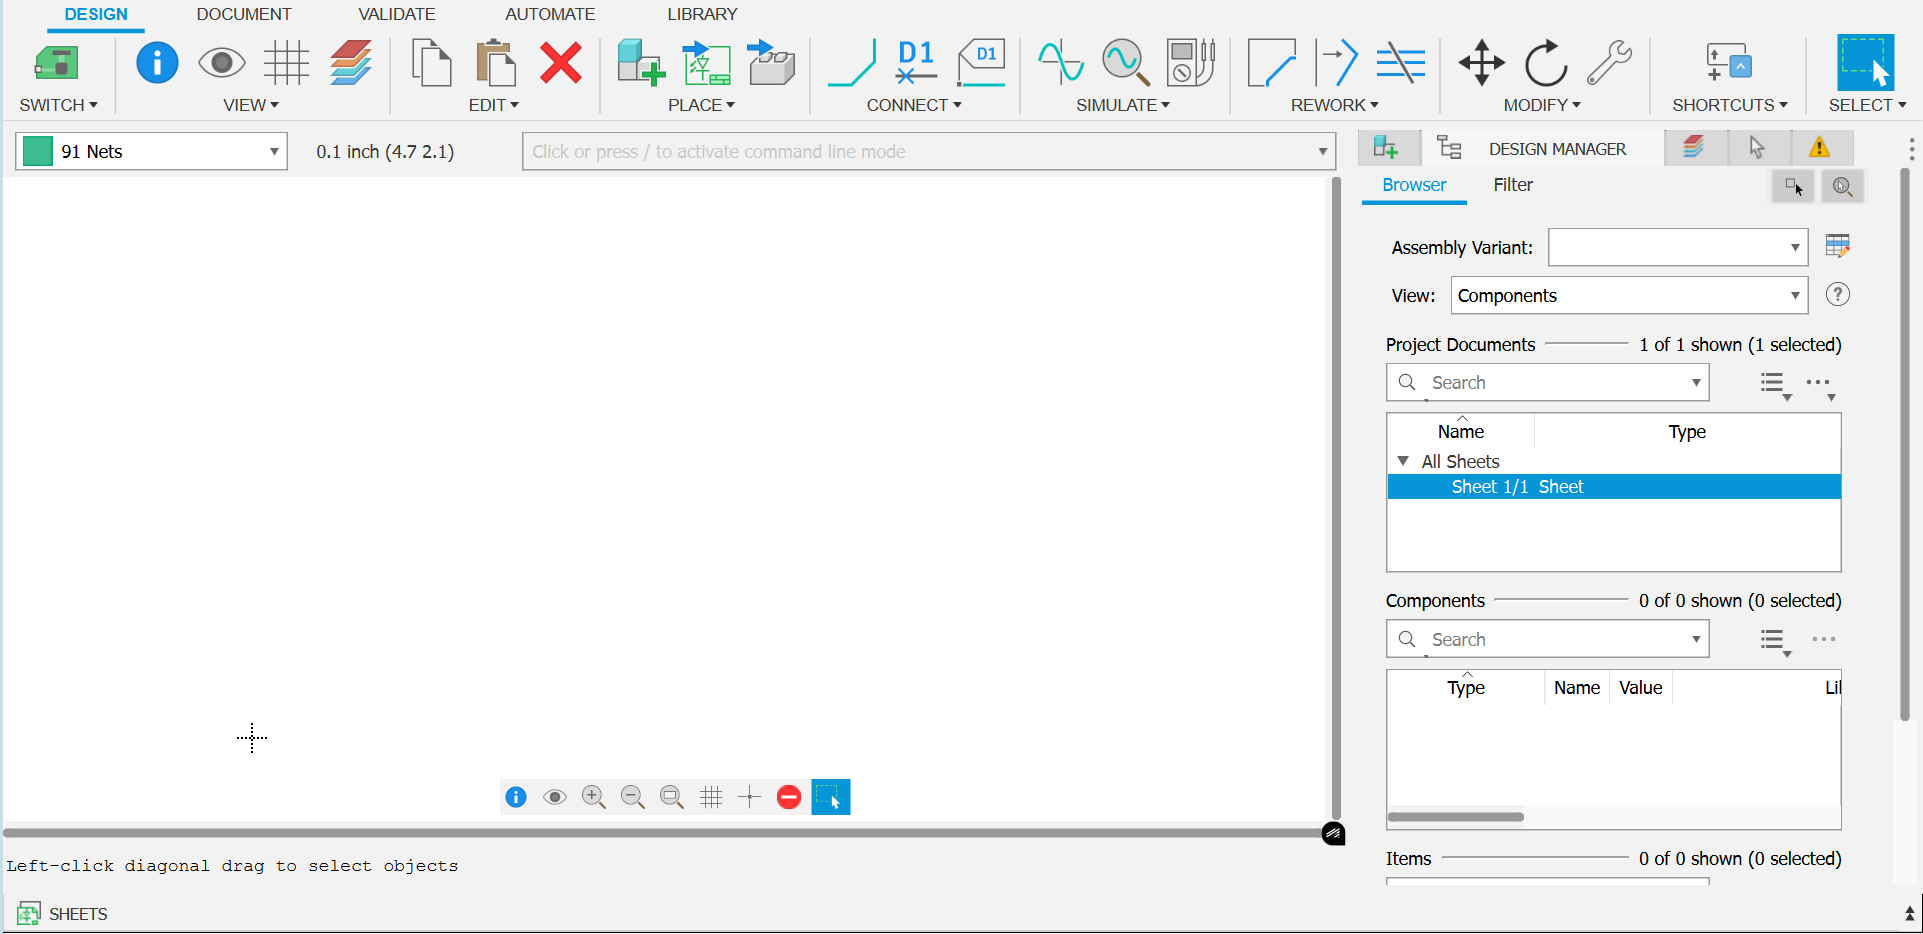 DESIGN DOCUMENT VALIDATE AUTOMATE LIBRARY
D1 D1
SWITCH VIEW EDIT PLACE CONNECT SIMULATE REWORK MODIFY SHORTCUTS SELECT
91 Nets 0.1 inch (4.7 2.1) Click or press / to activate command line mode
DESIGN MANAGER
Browser Filter
Assembly Variant:
View: Components
Project Documents 1 of 1 shown (1 selected)
Search
Name Type
All Sheets
Sheet 1/1 Sheet
Components 0 of 0 shown (0 selected)
Search
Type Name Value Lil
Items 0 of 0 shown (0 selected)
Left-click diagonal drag to select objects
SHEETS